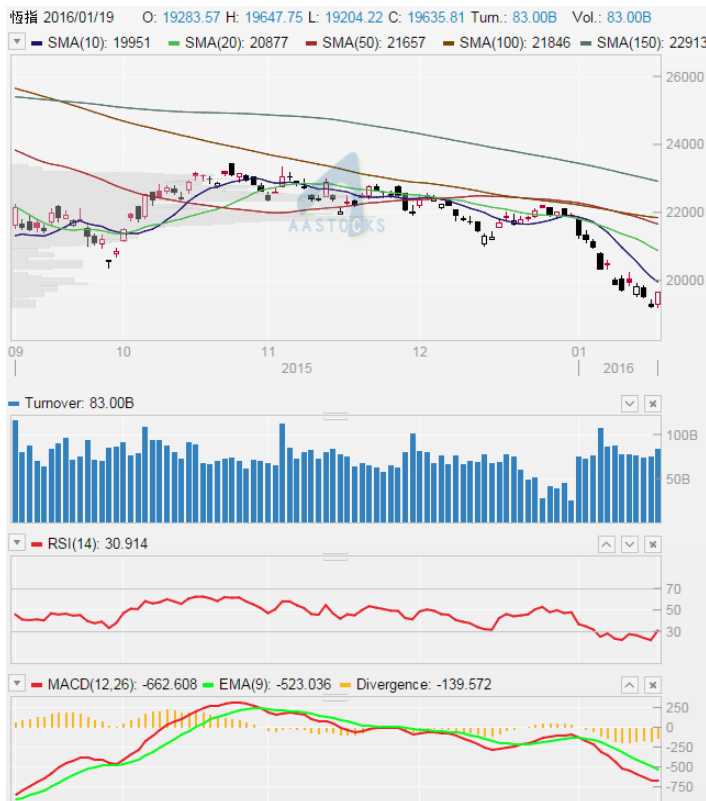 恆指 2016/01/19 O: 19283.57 H: 19647.75 L: 19204.22 C: 19635.81 Turn.: 83.00B Vol.: 83.00B
SMA(10): 19951 SMA(20): 20877 SMA(50): 21657 SMA(100): 21846 SMA(150): 22913
26000
24000
22000
20000
AASTOCKS
09 10 11 12 01
2015 2016
Turnover: 83.00B
100B
50B
RSI(14): 30.914
70
50
30
MACD(12,26): -662.608 EMA(9): -523.036 Divergence: -139.572
250
0
-250
-500
-750